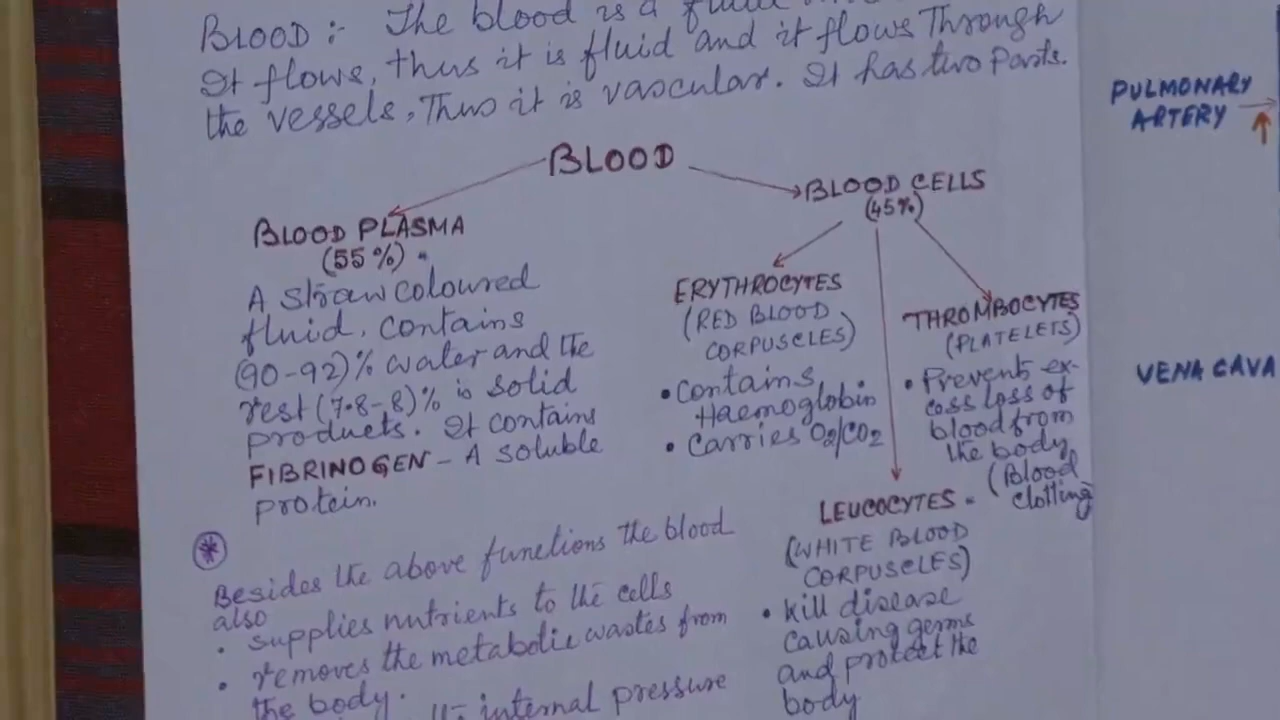 BLOOD :- The blood is a fluid
It flows, thus it is fluid and it flows Through
the vessels, Thus it is vascular. It has two Parts.
BLOOD
BLOOD PLASMA
(55%)
A straw coloured
fluid, contains
(90-92)% water and the
rest (7.8-8)% is solid
products. It contains
FIBRINOGEN - A soluble
protein.
BLOOD CELLS
(45%)
ERYTHROCYTES
(RED BLOOD
CORPUSCLES)
• Contains
Haemoglobin
• Carries O2/CO2
THROMBOCYTES
(PLATELETS)
• Prevents ex-
cess loss of
blood from
the body
(Blood
clotting
LEUCOCYTES -
(WHITE BLOOD
CORPUSCLES)
• kill disease
causing germs
and protect the
body
*
Besides the above functions the blood
also
• supplies nutrients to the cells
• removes the metabolic wastes from
the body.
internal pressure
PULMONARY
ARTERY
VENA CAVA